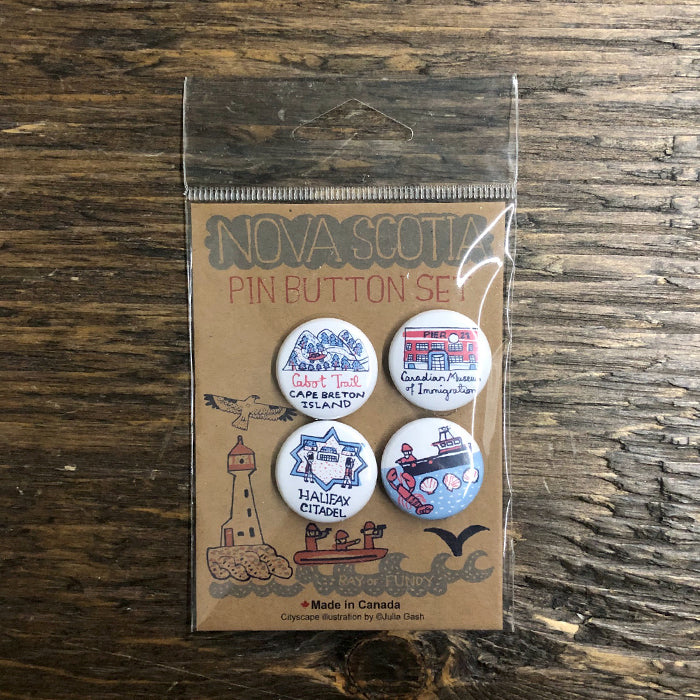 NOVA SCOTIA
PIN BUTTON SET
Cabot Trail
CAPE BRETON
ISLAND
PIER 21
Canadian Museum
of Immigration
HALIFAX
CITADEL
BAY OF FUNDY
Made in Canada
Cityscape illustration by ©Julia Gash